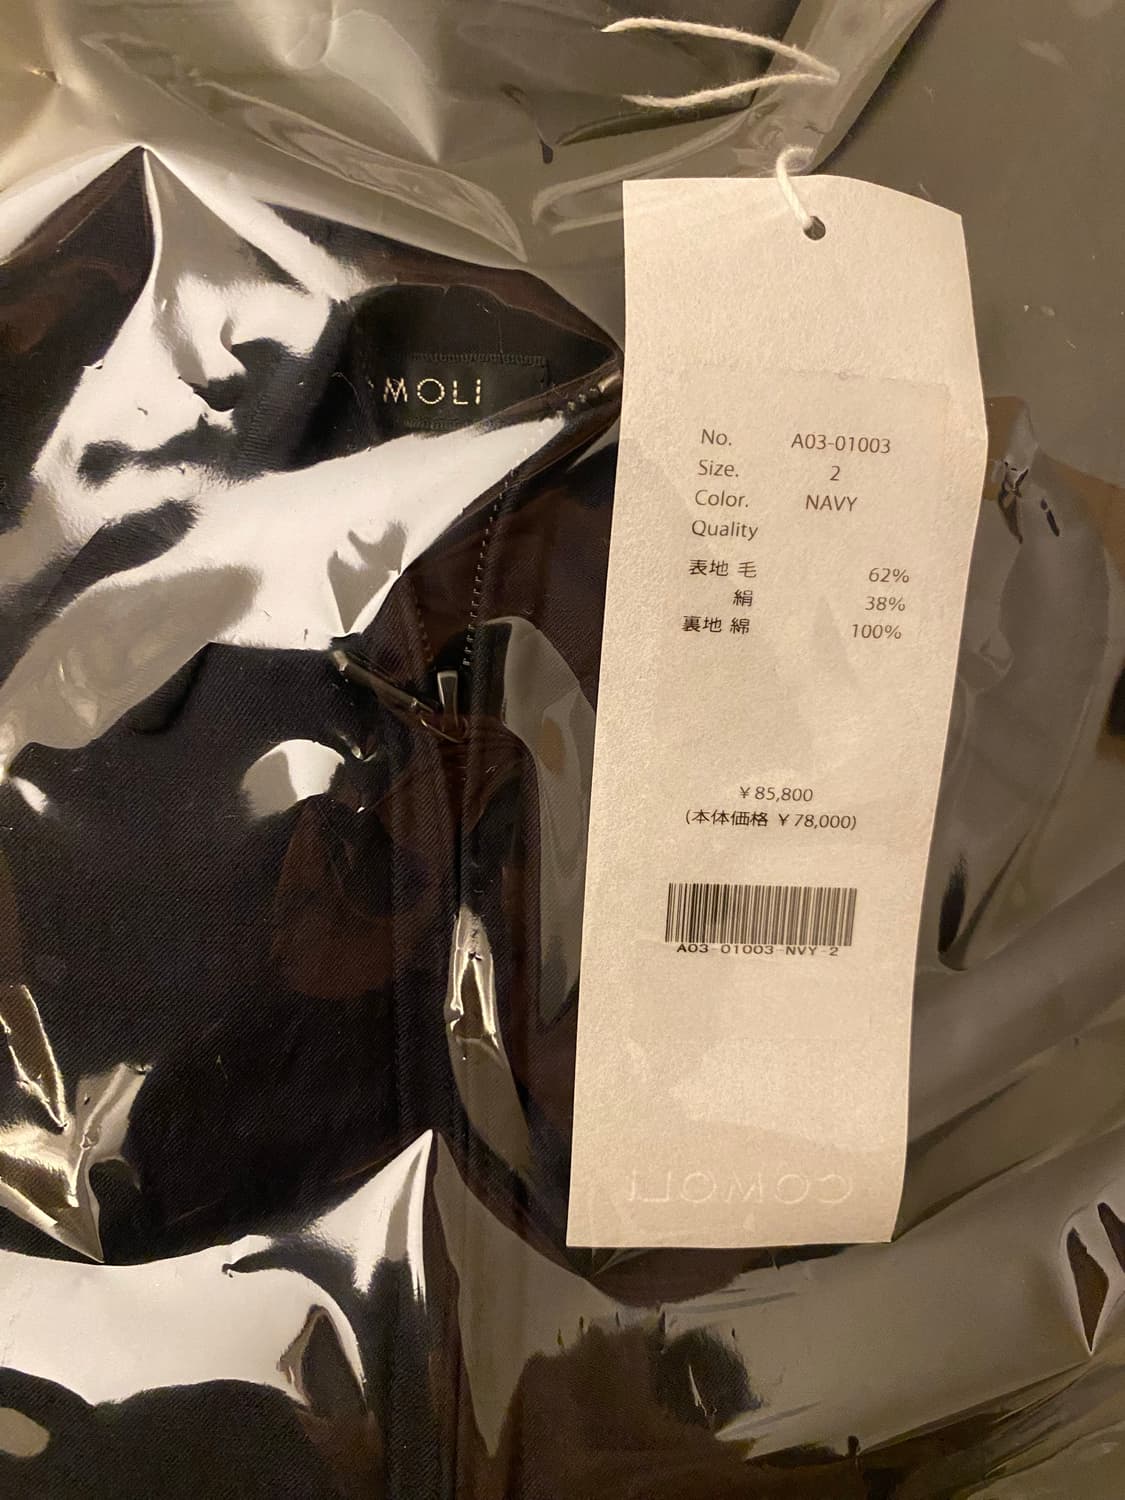 MOLI
No. A03-01003
Size. 2
Color. NAVY
Quality
表地 毛 62%
絹 38%
裏地 綿 100%
¥85,800
(本体価格 ¥78,000)
A03-01003-NVY-2
COMOLI